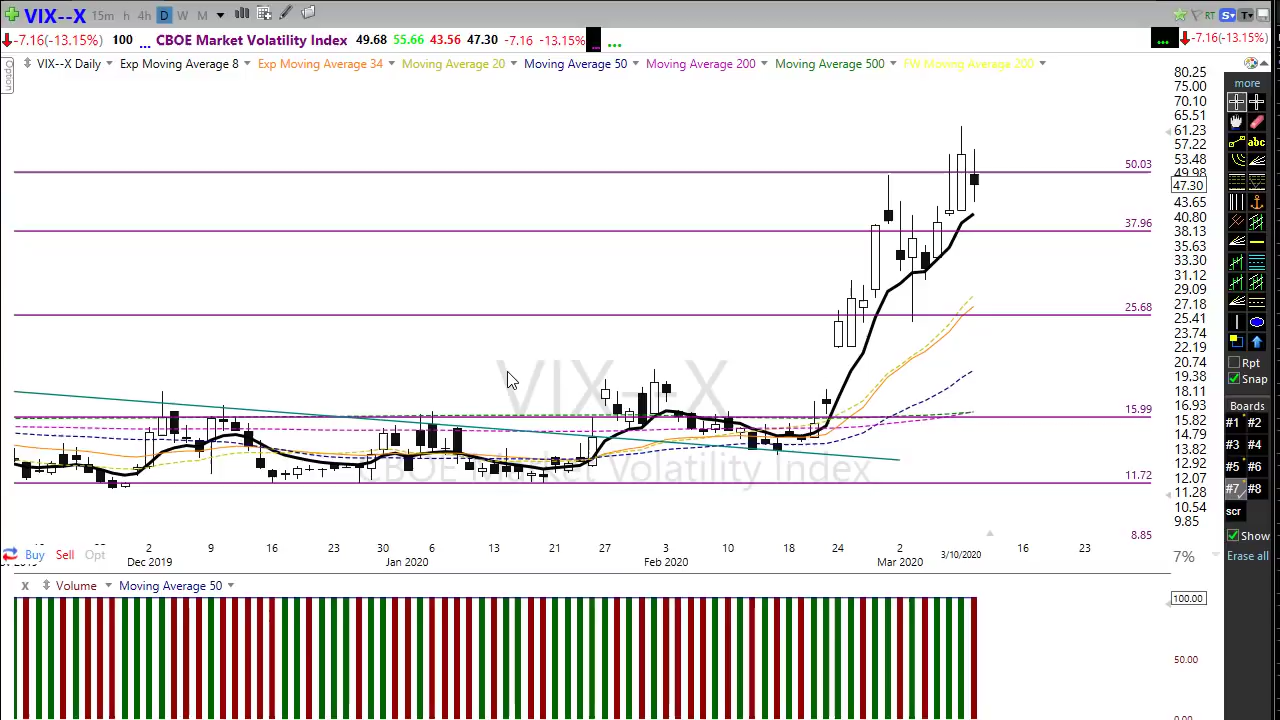 VIX--X 15m h 4h D W M RT S T
-7.16(-13.15%) 100 ... CBOE Market Volatility Index 49.68 55.66 43.56 47.30 -7.16 -13.15% ... ... ... -7.16(-13.15%)
Option
VIX--X Daily Exp Moving Average 8 Exp Moving Average 34 Moving Average 20 Moving Average 50 Moving Average 200 Moving Average 500 FW Moving Average 200
80.25
75.00
70.10
65.51
61.23
57.22
53.48
49.98
47.30
43.65
40.80
38.13
35.63
33.30
31.12
29.09
27.18
25.41
23.74
22.19
20.74
19.38
18.11
16.93
15.82
14.79
13.82
12.92
12.07
11.28
10.54
9.85
50.03
37.96
25.68
15.99
11.72
8.85
VIX--X
CBOE Market Volatility Index
more
abc
Rpt
Snap
Boards
#1 #2
#3 #4
#5 #6
#7 #8
scr
Show
Erase all
Buy Sell Opt
2 9 16 23 30 6 13 21 27 3 10 18 24 2 3/10/2020 16 23
Dec 2019 Jan 2020 Feb 2020 Mar 2020
7%
X Volume Moving Average 50
100.00
50.00
0.00